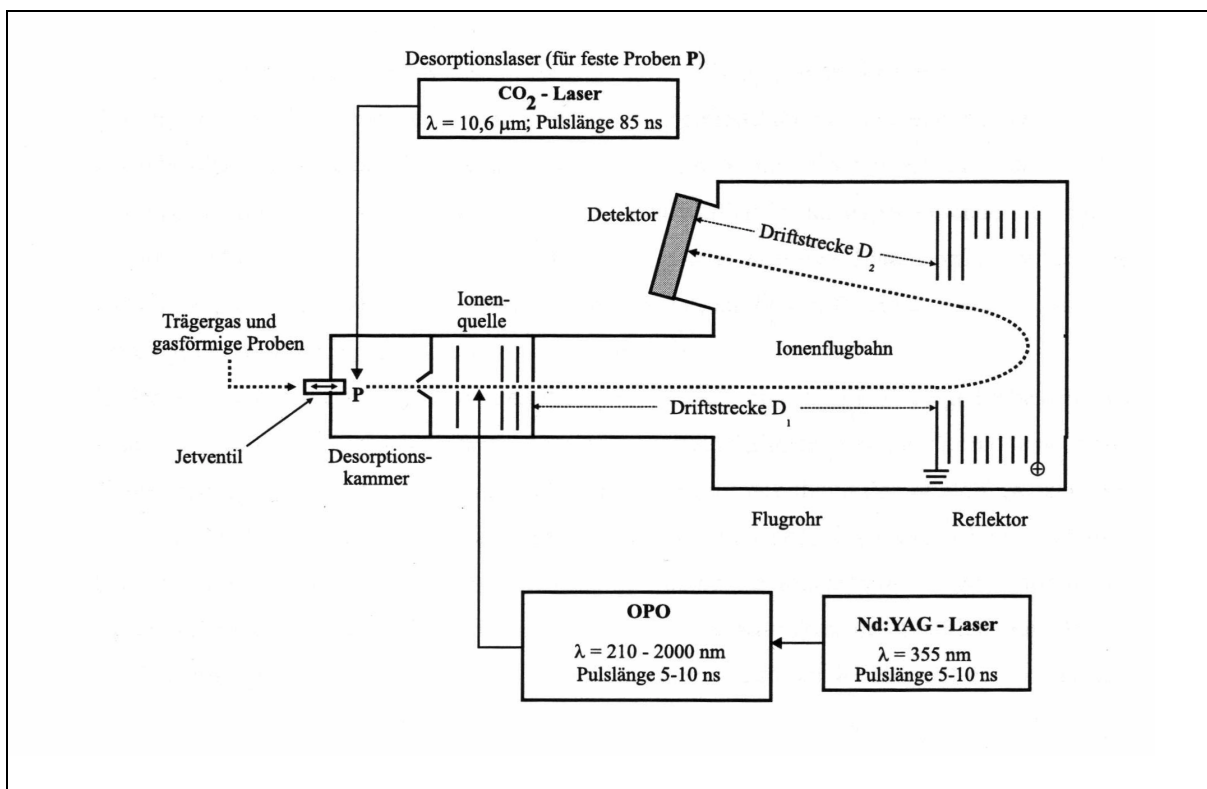 Desorptionslaser (für feste Proben P)
CO2 - Laser
λ = 10,6 μm; Pulslänge 85 ns
Detektor
Driftstrecke D2
Ionen-
quelle
Trägergas und
gasförmige Proben
Ionenflugbahn
P
Driftstrecke D1
Jetventil
Desorptions-
kammer
Flugrohr
Reflektor
OPO
λ = 210 - 2000 nm
Pulslänge 5-10 ns
Nd:YAG - Laser
λ = 355 nm
Pulslänge 5-10 ns